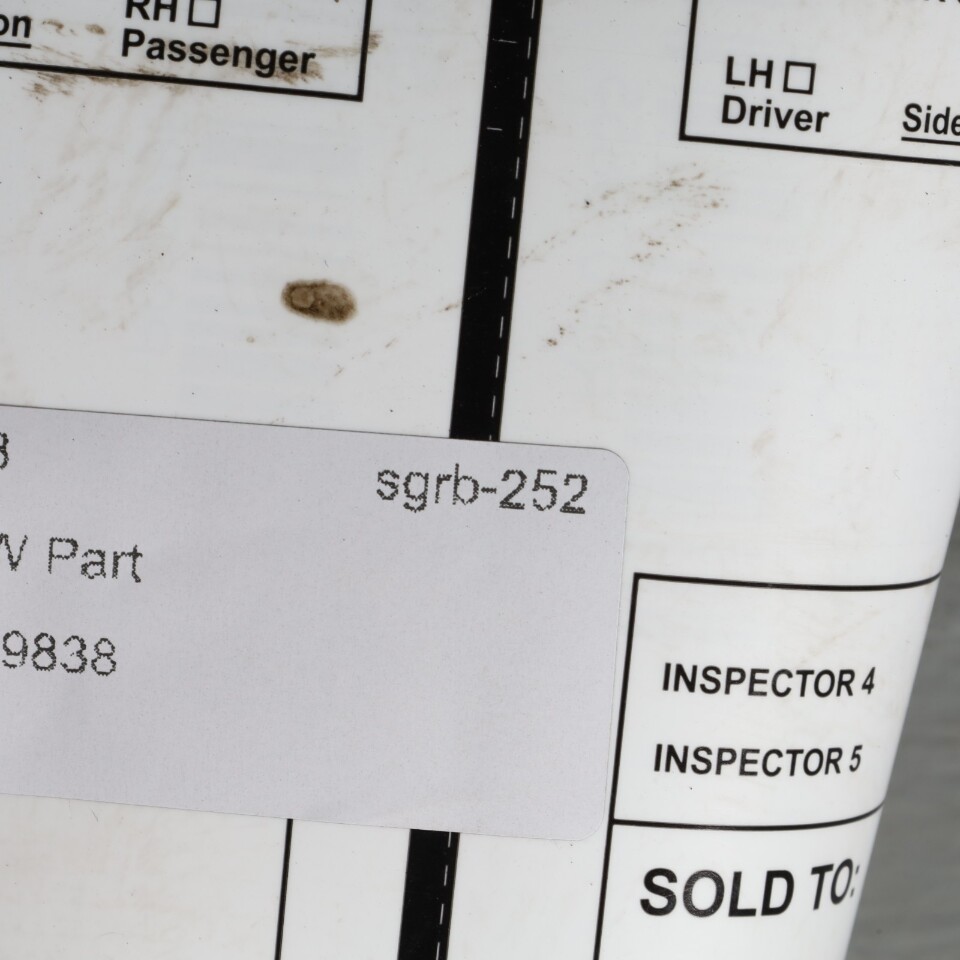 RH
on
Passenger
LH
Driver
Side
sgrb-252
Part
9838
INSPECTOR 4
INSPECTOR 5
SOLD TO: